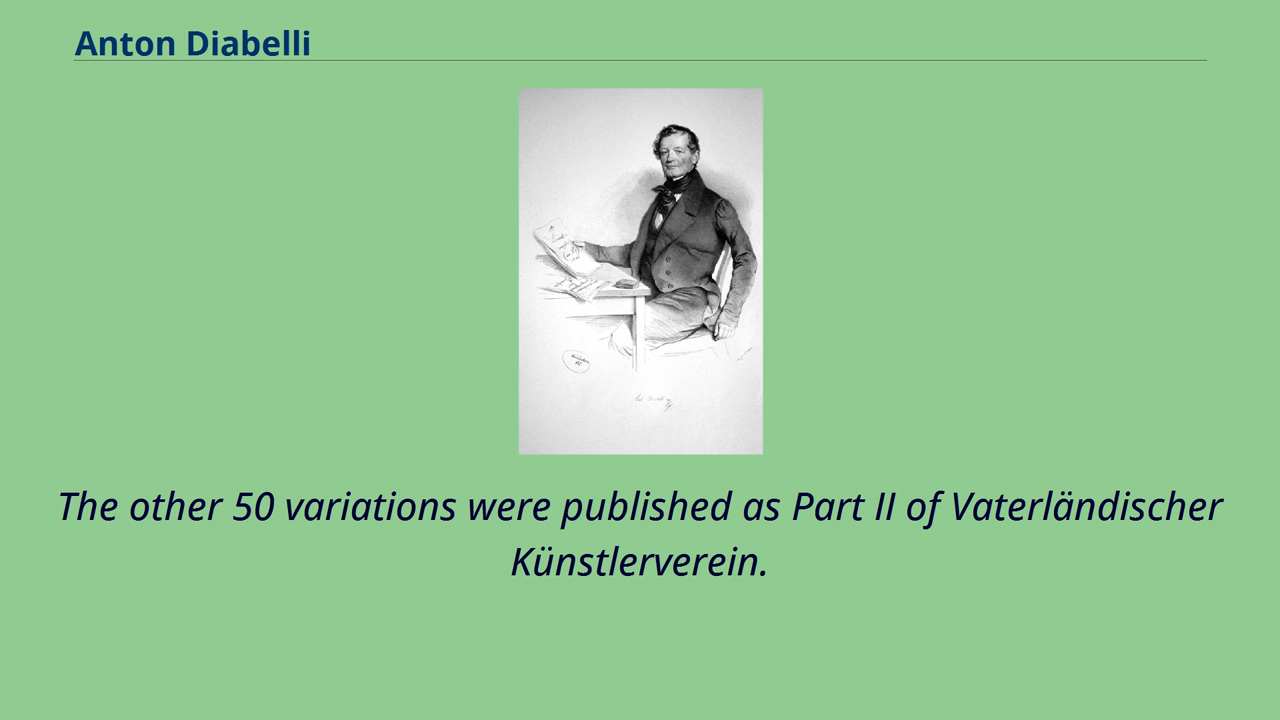 Anton Diabelli
The other 50 variations were published as Part II of Vaterländischer
Künstlerverein.